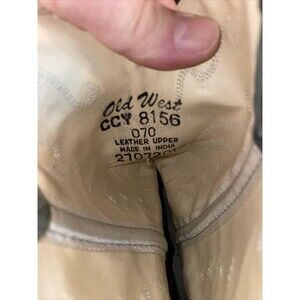 Old West
CCY 8156
070
LEATHER UPPER
MADE IN INDIA